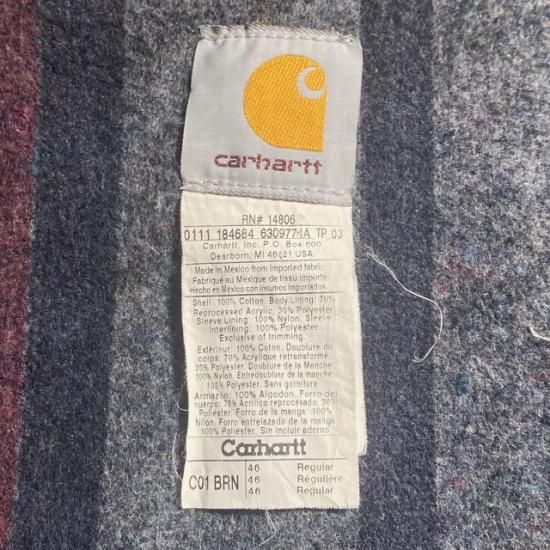 carhartt
RN# 14806
0111 184684 630977-1A TP 03
Carhartt, Inc. P.O. Box 600
Dearborn, MI 48121 USA
Made in Mexico from imported fabric.
Fabriqué au Mexique de tissu importé.
Hecho en México con insumos importados.
Shell: 100% Cotton. Body Lining: 70%
Reprocessed Acrylic, 30% Polyester.
Sleeve Lining: 100% Nylon. Sleeve
Interlining: 100% Polyester.
Exclusive of trimming.
Extérieur: 100% Coton. Doublure du
corps: 70% Acrylique retransformé,
30% Polyester. Doublure de la manche:
100% Nylon. Entredoublure de la manche:
100% Polyester. Sans garniture
Armazón: 100% Algodón. Forro del
cuerpo: 70% Acrílico reprocesado, 30%
Polyester. Forro de la manga: 100%
Nilon. Forro entrelazado de la manga:
100% Poliester. Sin incluir adorno.
Carhartt
46 Regular
C01 BRN 46 Régulière
46 Regular